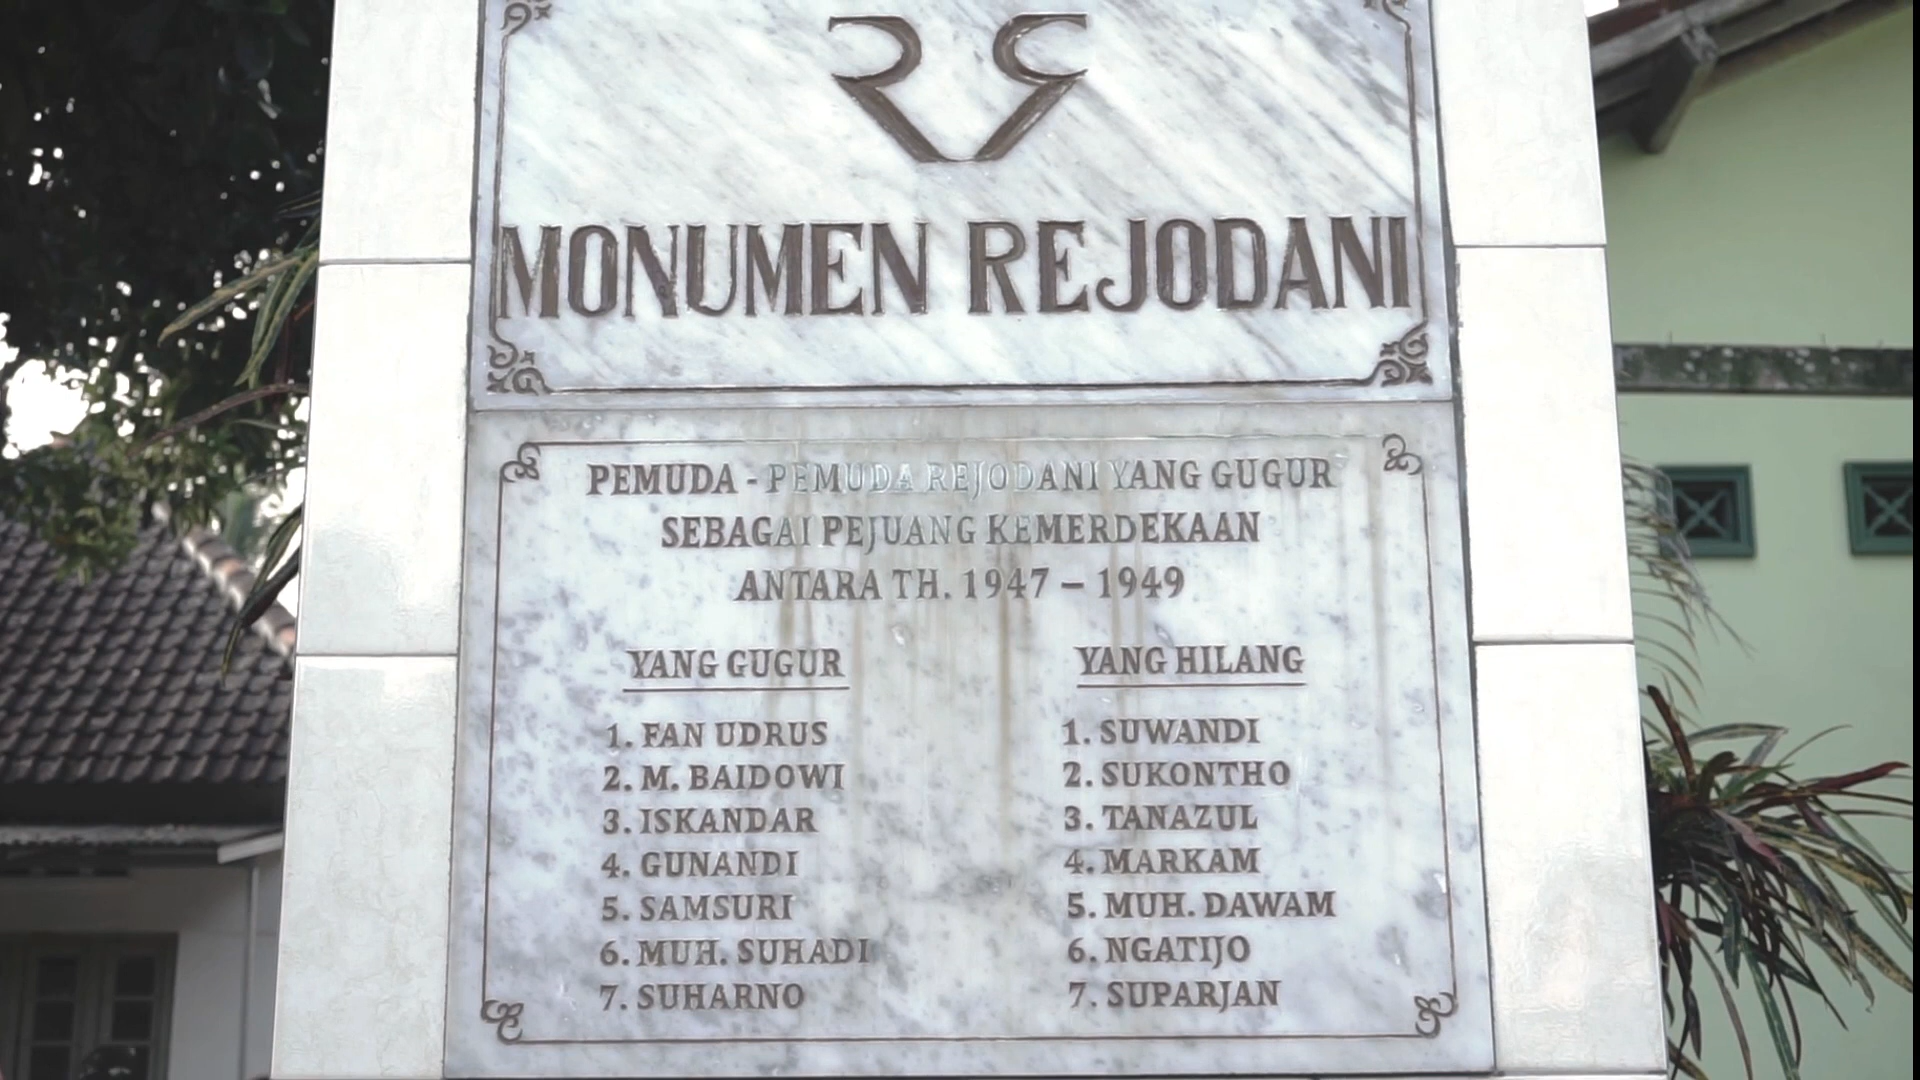 MONUMEN REJODANI
PEMUDA - PEMUDA REJODANI YANG GUGUR
SEBAGAI PEJUANG KEMERDEKAAN
ANTARA TH. 1947 – 1949
YANG GUGUR
1. FAN UDRUS
2. M. BAIDOWI
3. ISKANDAR
4. GUNANDI
5. SAMSURI
6. MUH. SUHADI
7. SUHARNO
YANG HILANG
1. SUWANDI
2. SUKONTHO
3. TANAZUL
4. MARKAM
5. MUH. DAWAM
6. NGATIJO
7. SUPARJAN